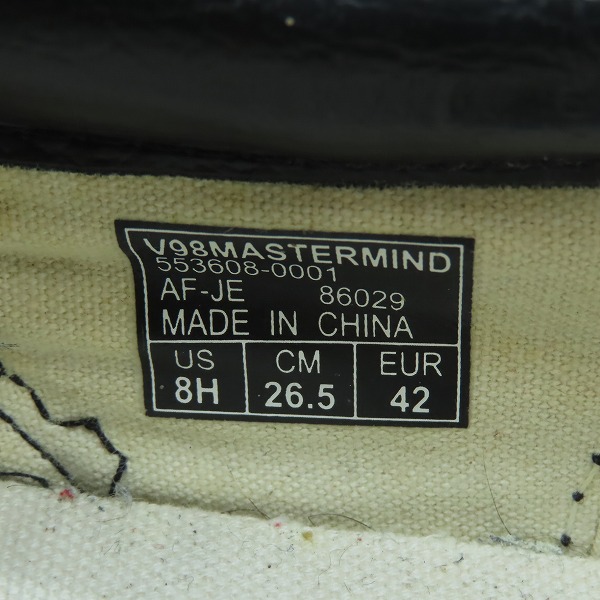 V98MASTERMIND
553608-0001
AF-JE 86029
MADE IN CHINA
US CM EUR
8H 26.5 42